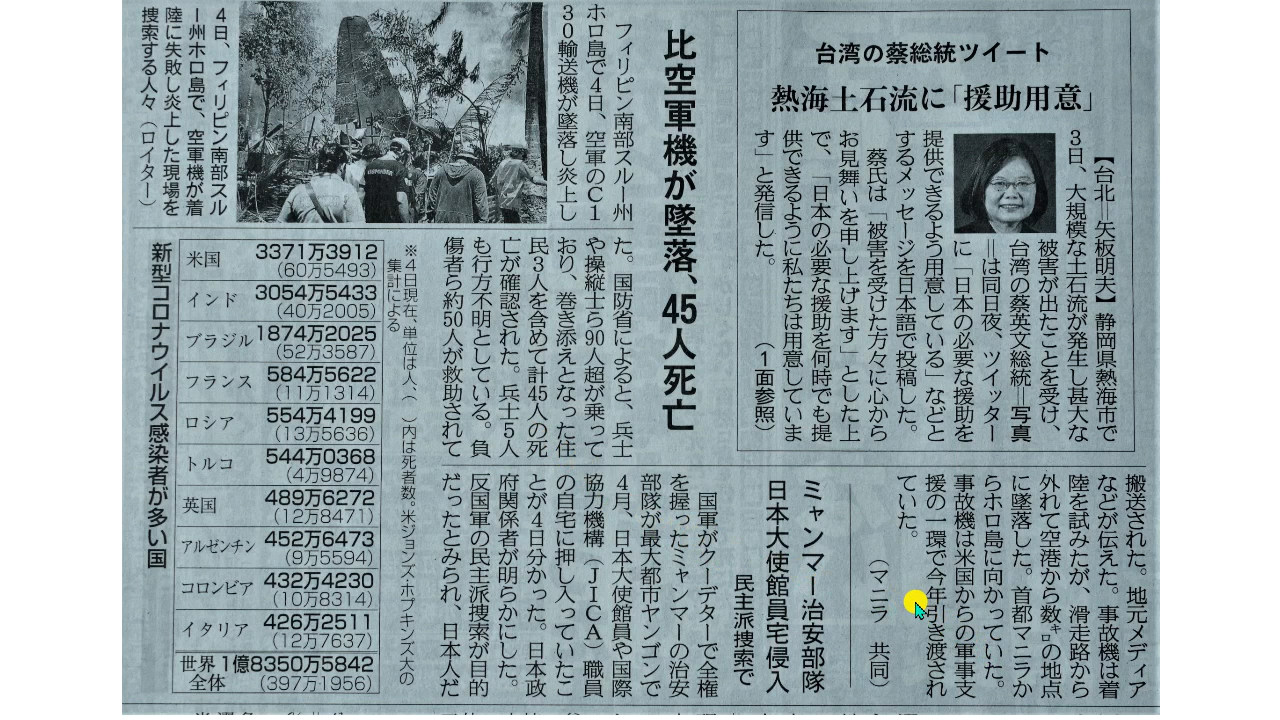 台湾の蔡総統ツイート
熱海土石流に「援助用意」
【台北＝矢板明夫】静岡県熱海市で
3日、大規模な土石流が発生し甚大な
被害が出たことを受け、
台湾の蔡英文総統＝写真
＝は同日夜、ツイッター
に「日本の必要な援助を
提供できるよう用意している」などと
するメッセージを日本語で投稿した。
蔡氏は「被害を受けた方々に心から
お見舞いを申し上げます」とした上
で、「日本の必要な援助を何時でも提
供できるように私たちは用意していま
す」と発信した。
（1面参照）
比空軍機が墜落、45人死亡
フィリピン南部スールー州
ホロ島で4日、空軍のC1
30輸送機が墜落し炎上し
た。国防省によると、兵士
や操縦士ら90人超が乗って
おり、巻き添えとなった住
民3人を含めて計45人の死
亡が確認された。兵士5人
も行方不明としている。負
傷者ら約50人が救助されて
搬送された。地元メディア
などが伝えた。事故機は着
陸を試みたが、滑走路から
外れて空港から数㌔の地点
に墜落した。首都マニラか
らホロ島に向かっていた。
事故機は米国からの軍事支
援の一環で今年引き渡され
ていた。
（マニラ　共同）
4日、フィリピン南部スル
ー州ホロ島で、空軍機が着
陸に失敗し炎上した現場を
捜索する人々（ロイター）
ミャンマー治安部隊
日本大使館員宅侵入
民主派捜索で
国軍がクーデターで全権
を握ったミャンマーの治安
部隊が最大都市ヤンゴンで
4月、日本大使館員や国際
協力機構（JICA）職員
の自宅に押し入っていたこ
とが4日分かった。日本政
府関係者が明らかにした。
反国軍の民主派捜索が目的
だったとみられ、日本人だ
新型コロナウイルス感染者が多い国
米国 3371万3912
(60万5493)
インド 3054万5433
(40万2005)
ブラジル 1874万2025
(52万3587)
フランス 584万5622
(11万1314)
ロシア 554万4199
(13万5636)
トルコ 544万0368
(4万9874)
英国 489万6272
(12万8471)
アルゼンチン 452万6473
(9万5594)
コロンビア 432万4230
(10万8314)
イタリア 426万2511
(12万7637)
世界全体 1億8350万5842
(397万1956)
※4日現在、単位は人、（　）内は死者数。米ジョンズ・ホプキンズ大の
集計による